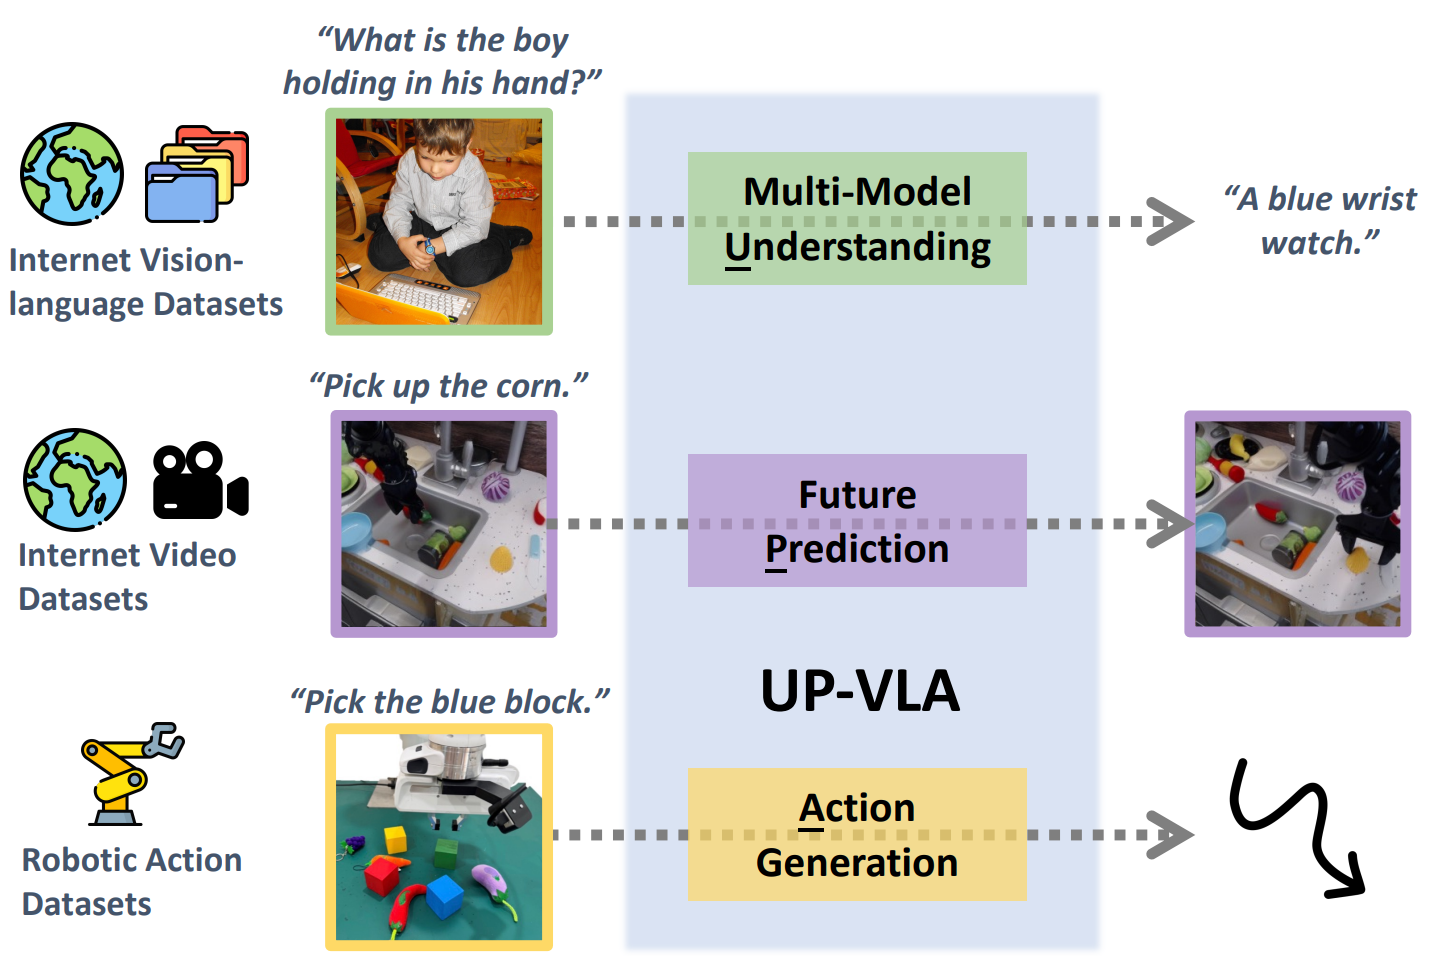 “What is the boy
holding in his hand?”
Internet Vision-
language Datasets
Multi-Model
Understanding
“A blue wrist
watch.”
“Pick up the corn.”
Internet Video
Datasets
Future
Prediction
UP-VLA
“Pick the blue block.”
Robotic Action
Datasets
Action
Generation